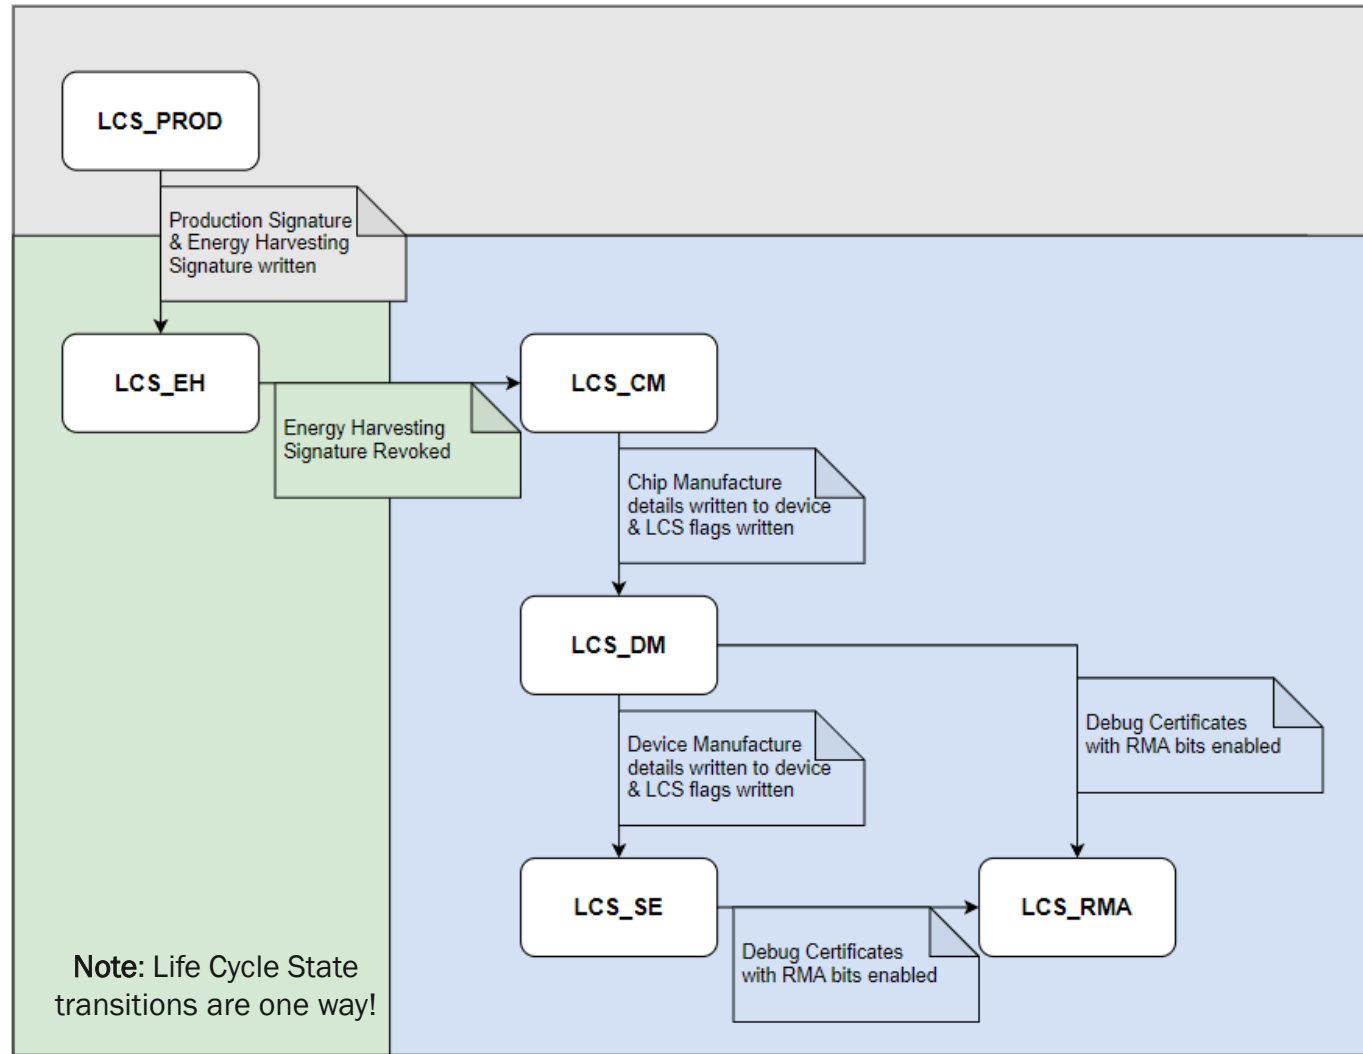 LCS_PROD
Production Signature
& Energy Harvesting
Signature written
LCS_EH
LCS_CM
Energy Harvesting
Signature Revoked
Chip Manufacture
details written to device
& LCS flags written
LCS_DM
Debug Certificates
with RMA bits enabled
Device Manufacture
details written to device
& LCS flags written
LCS_SE
LCS_RMA
Debug Certificates
with RMA bits enabled
Note: Life Cycle State
transitions are one way!